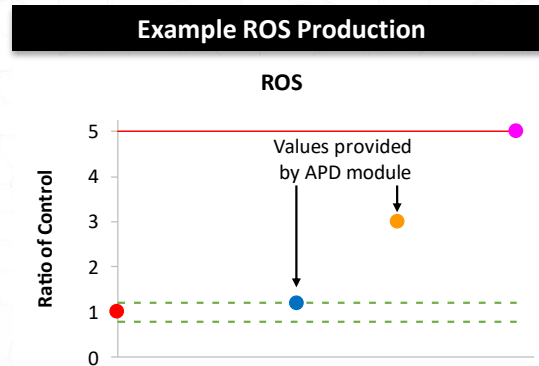 Example ROS Production
ROS
Ratio of Control
5
4
3
2
1
0
Values provided
by APD module